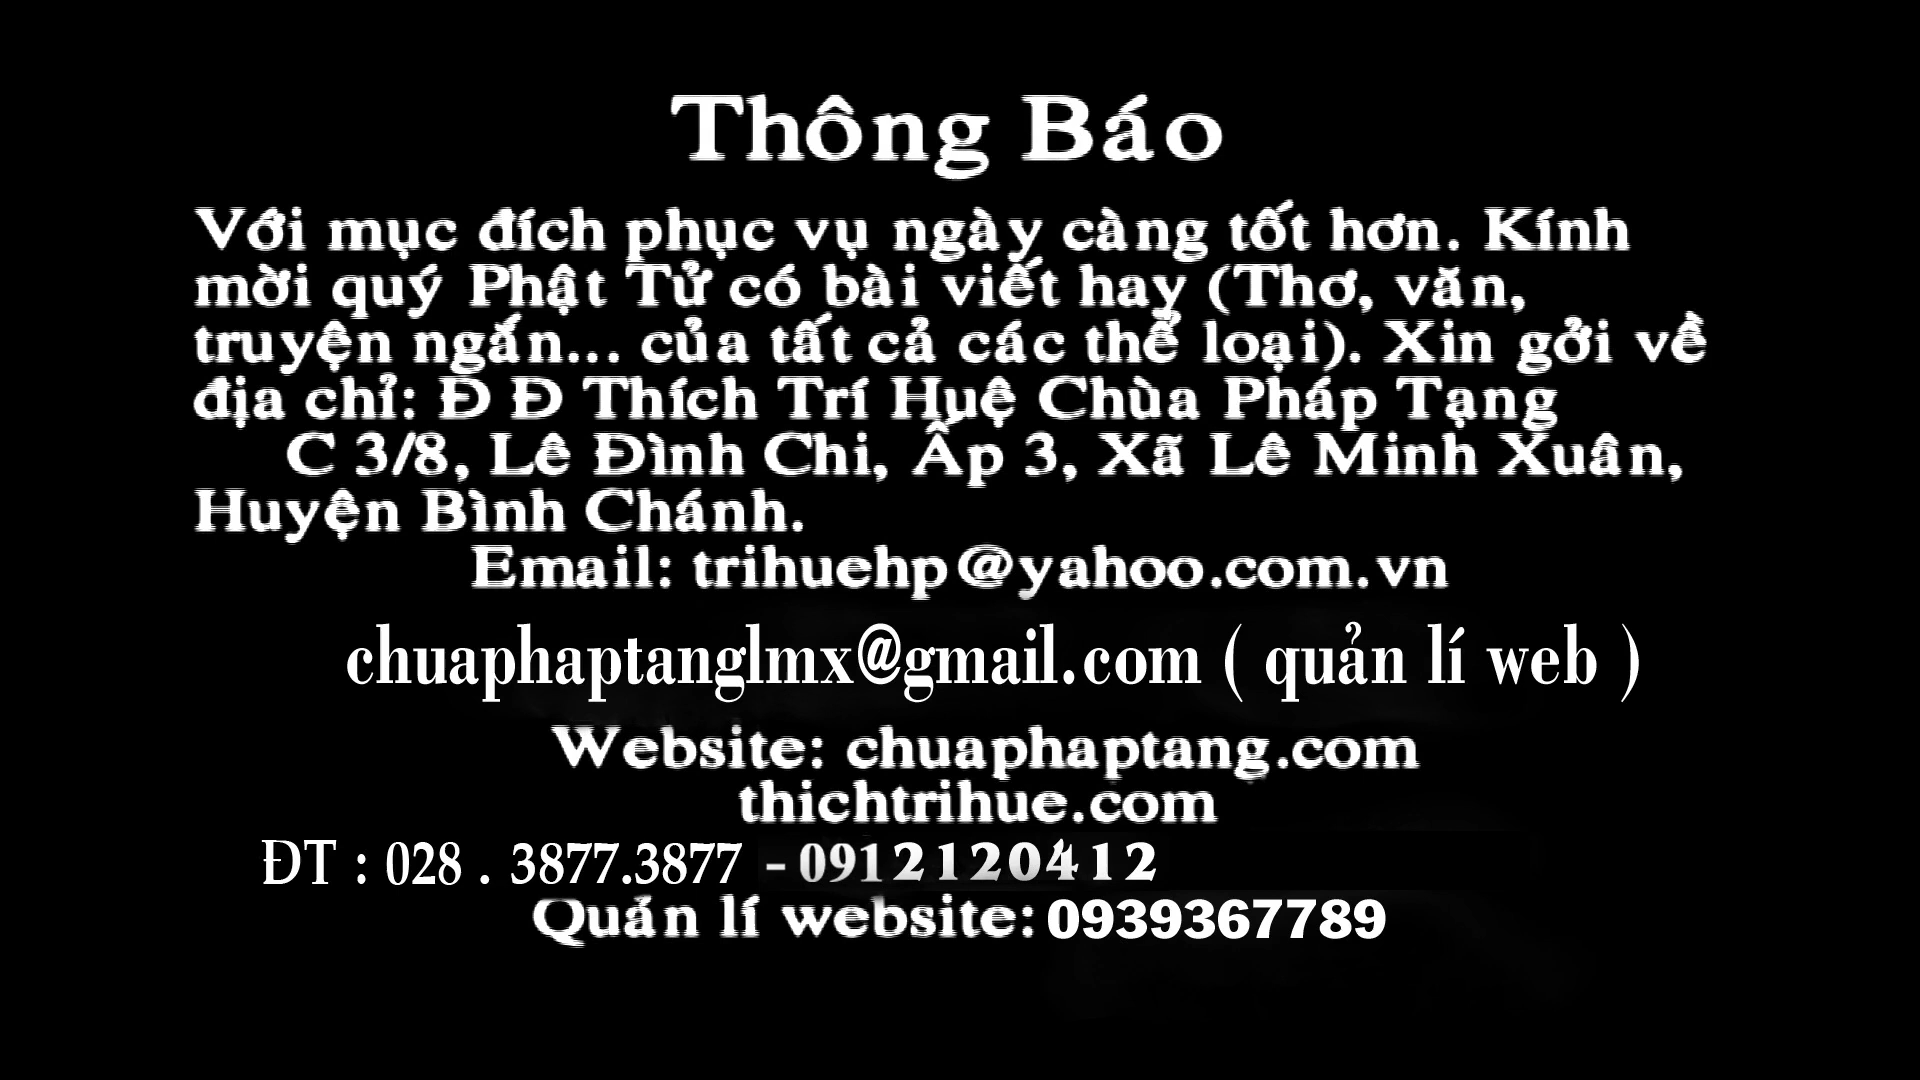 Thông Báo
Với mục đích phục vụ ngày càng tốt hơn. Kính
mời quý Phật Tử có bài viết hay (Thơ, văn,
truyện ngắn... của tất cả các thể loại). Xin gởi về
địa chỉ: Đ Đ Thích Trí Huệ Chùa Pháp Tạng
C 3/8, Lê Đình Chi, Ấp 3, Xã Lê Minh Xuân,
Huyện Bình Chánh.
Email: trihuehp@yahoo.com.vn
chuaphaptanglmx@gmail.com ( quản lí web )
Website: chuaphaptang.com
thichtrihue.com
ĐT : 028 . 3877.3877 - 0912120412
Quản lí website: 0939367789